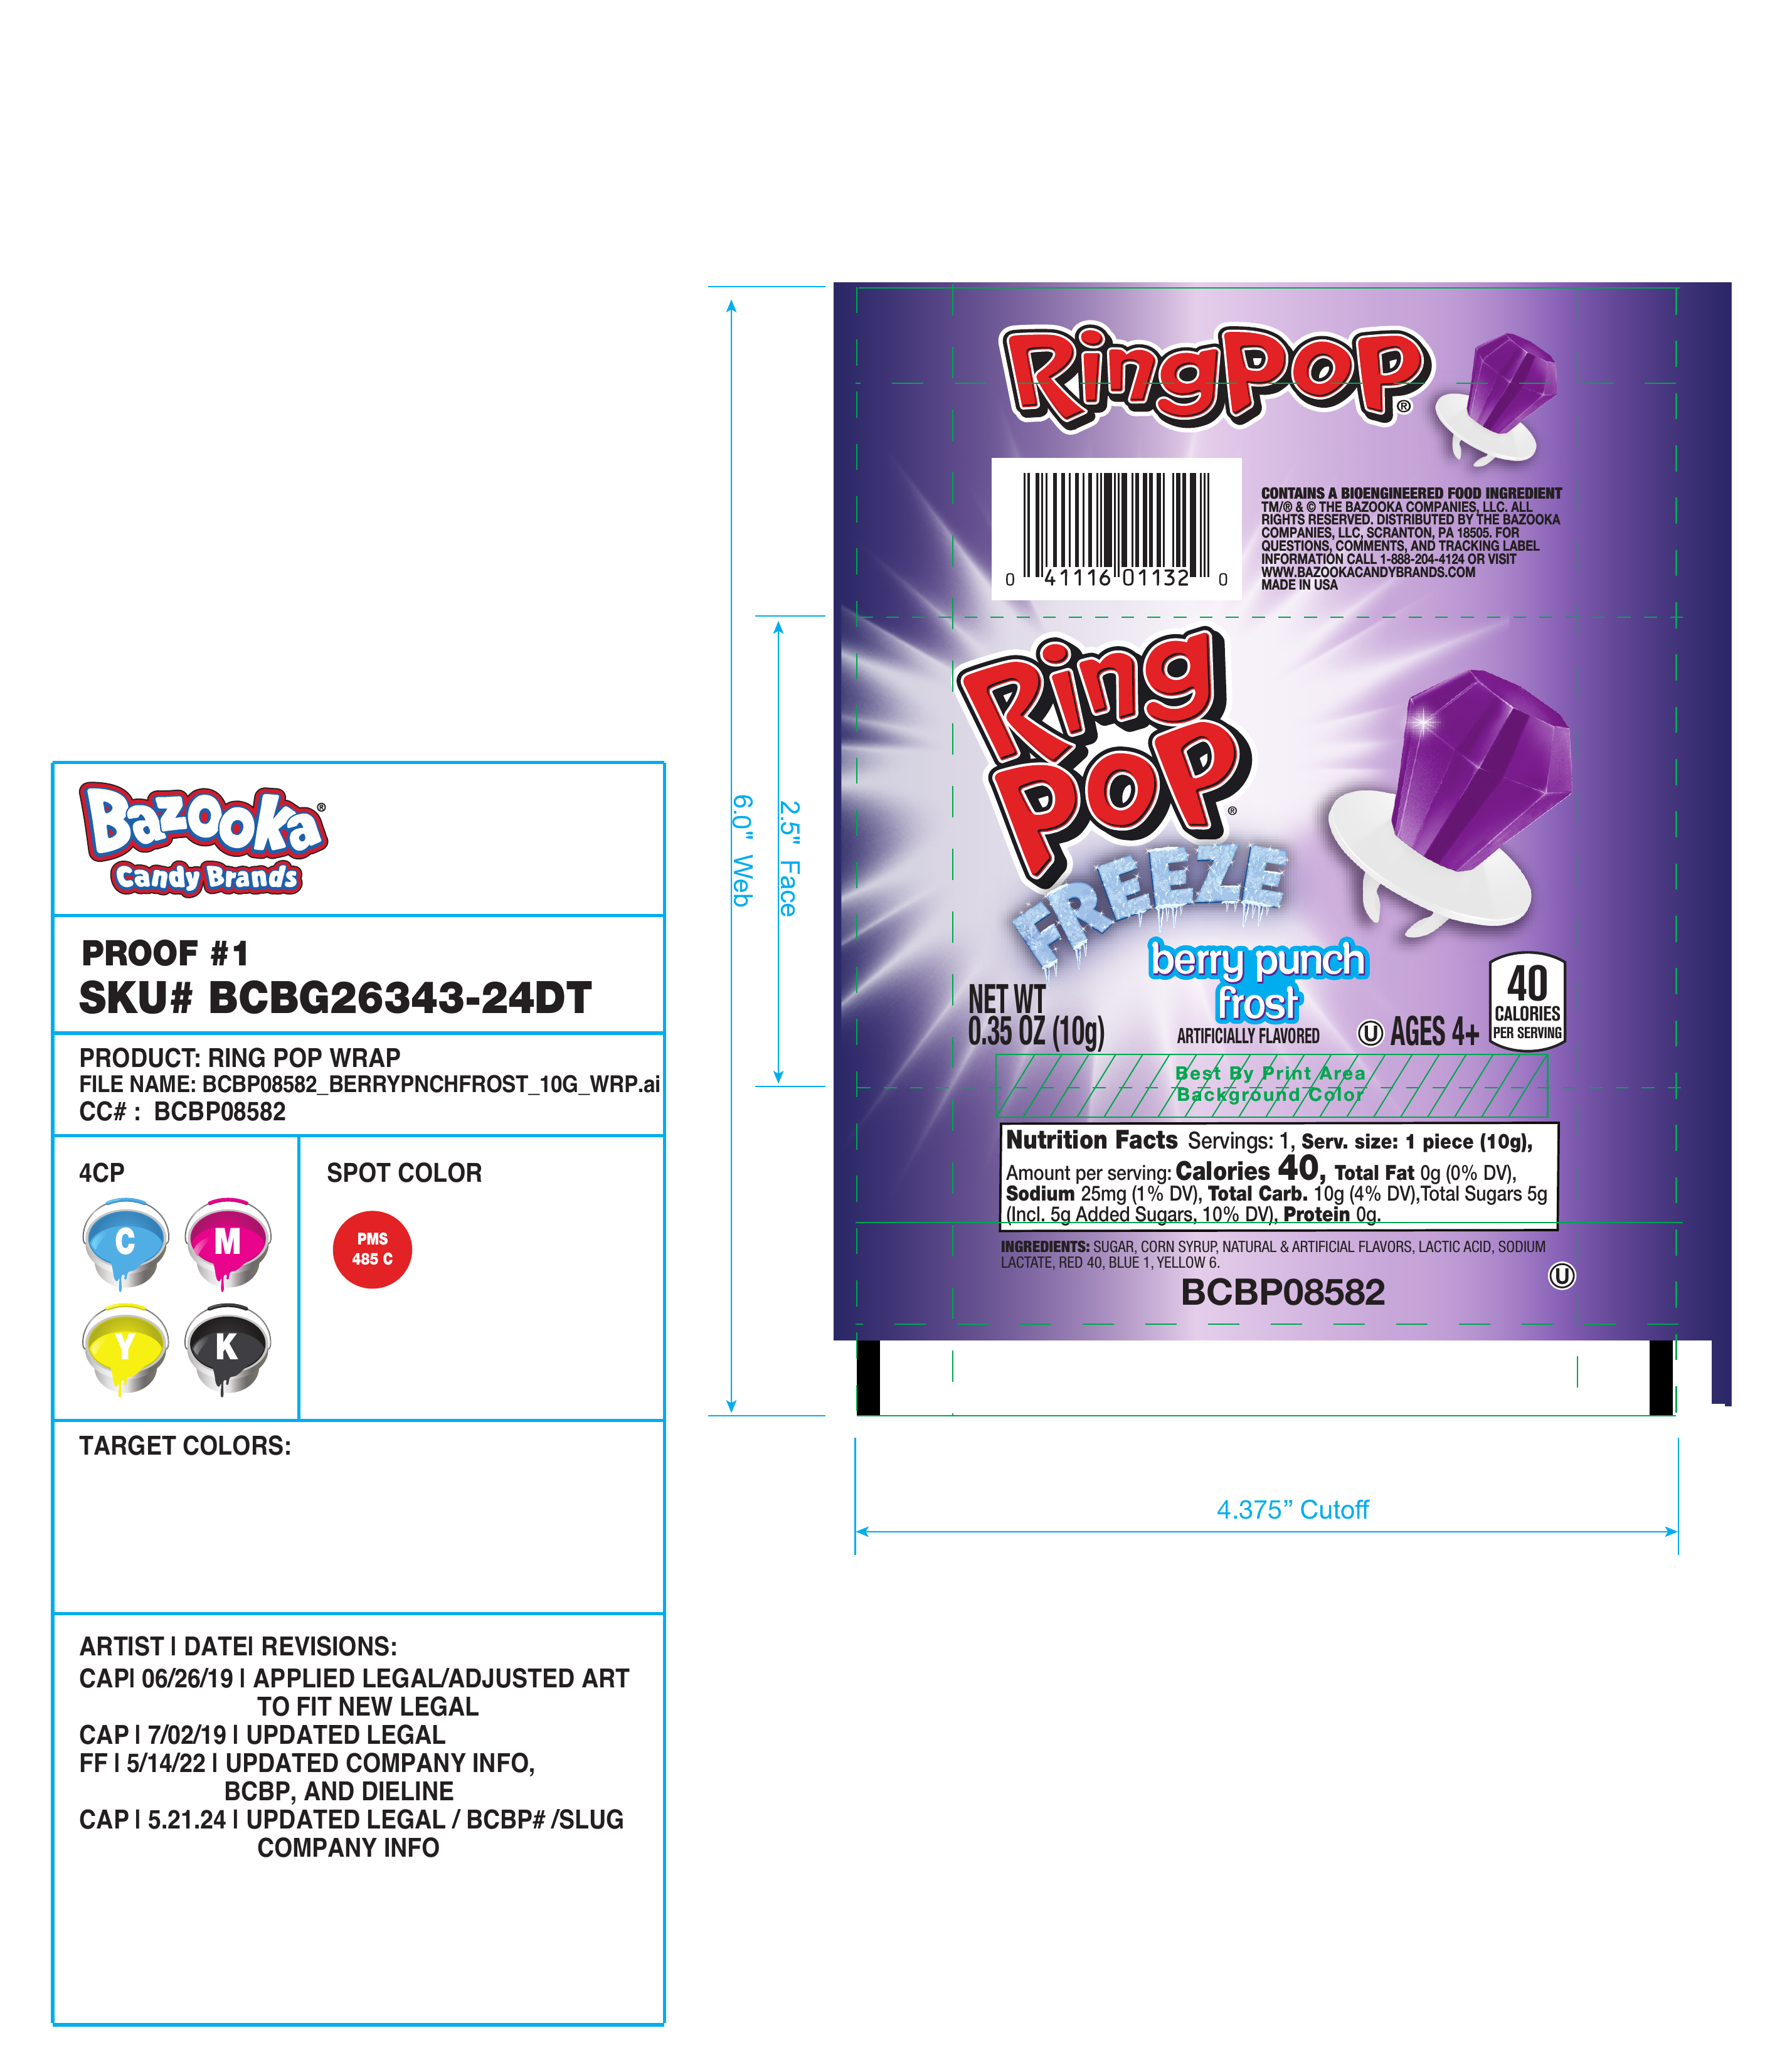 Bazooka®
Candy Brands
PROOF #1
SKU# BCBG26343-24DT
PRODUCT: RING POP WRAP
FILE NAME: BCBP08582_BERRYPNCHFROST_10G_WRP.ai
CC# : BCBP08582
4CP
C
M
Y
K
SPOT COLOR
PMS
485 C
TARGET COLORS:
ARTIST | DATE| REVISIONS:
CAP| 06/26/19 | APPLIED LEGAL/ADJUSTED ART
TO FIT NEW LEGAL
CAP | 7/02/19 | UPDATED LEGAL
FF | 5/14/22 | UPDATED COMPANY INFO,
BCBP, AND DIELINE
CAP | 5.21.24 | UPDATED LEGAL / BCBP# /SLUG
COMPANY INFO
6.0" Web
2.5" Face
RingPOP®
0 41116 01132 0
CONTAINS A BIOENGINEERED FOOD INGREDIENT
TM/® & © THE BAZOOKA COMPANIES, LLC. ALL
RIGHTS RESERVED. DISTRIBUTED BY THE BAZOOKA
COMPANIES, LLC, SCRANTON, PA 18505. FOR
QUESTIONS, COMMENTS, AND TRACKING LABEL
INFORMATION CALL 1-888-204-4124 OR VISIT
WWW.BAZOOKACANDYBRANDS.COM
MADE IN USA
Ring
POP®
FREEZE
berry punch
frost
ARTIFICIALLY FLAVORED
NET WT
0.35 OZ (10g)
U AGES 4+
40
CALORIES
PER SERVING
Best By Print Area
Background Color
Nutrition Facts Servings: 1, Serv. size: 1 piece (10g),
Amount per serving: Calories 40, Total Fat 0g (0% DV),
Sodium 25mg (1% DV), Total Carb. 10g (4% DV),Total Sugars 5g
(Incl. 5g Added Sugars, 10% DV), Protein 0g.
INGREDIENTS: SUGAR, CORN SYRUP, NATURAL & ARTIFICIAL FLAVORS, LACTIC ACID, SODIUM
LACTATE, RED 40, BLUE 1, YELLOW 6.
U
BCBP08582
4.375” Cutoff